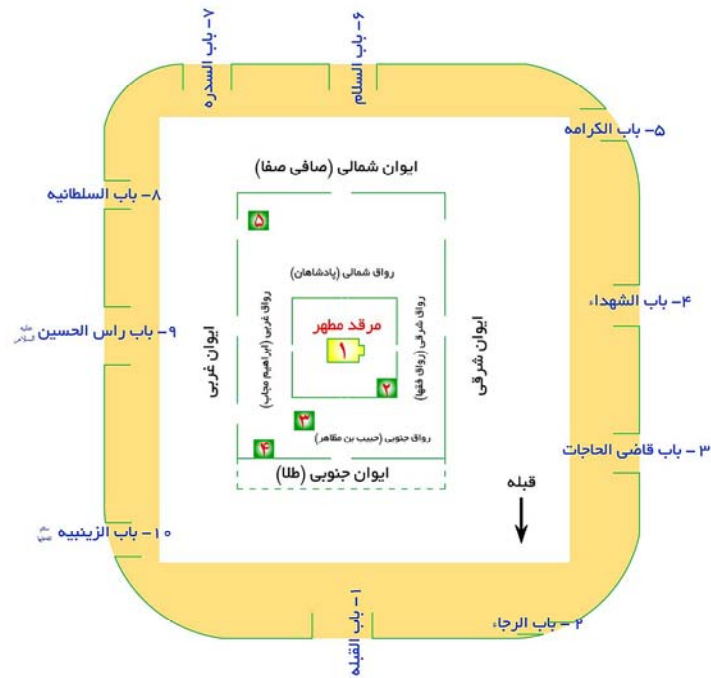 ۷- باب السدره
۶- باب السلام
۵- باب الکرامه
ایوان شمالی (صافی صفا)
۸- باب السلطانیه
۵
رواق شمالی (پادشاهان)
۴- باب الشهداء
مرقد مطهر
۱
رواق غربی (ابراهیم مجاب)
رواق شرقی (رواق فقها)
ایوان غربی
ایوان شرقی
۹- باب راس الحسین علیه السلام
۲
۳
رواق جنوبی (حبیب بن مظاهر)
۴
۳- باب قاضی الحاجات
ایوان جنوبی (طلا)
قبله
۱۰- باب الزینبیه
۱- باب القبله
۲- باب الرجاء